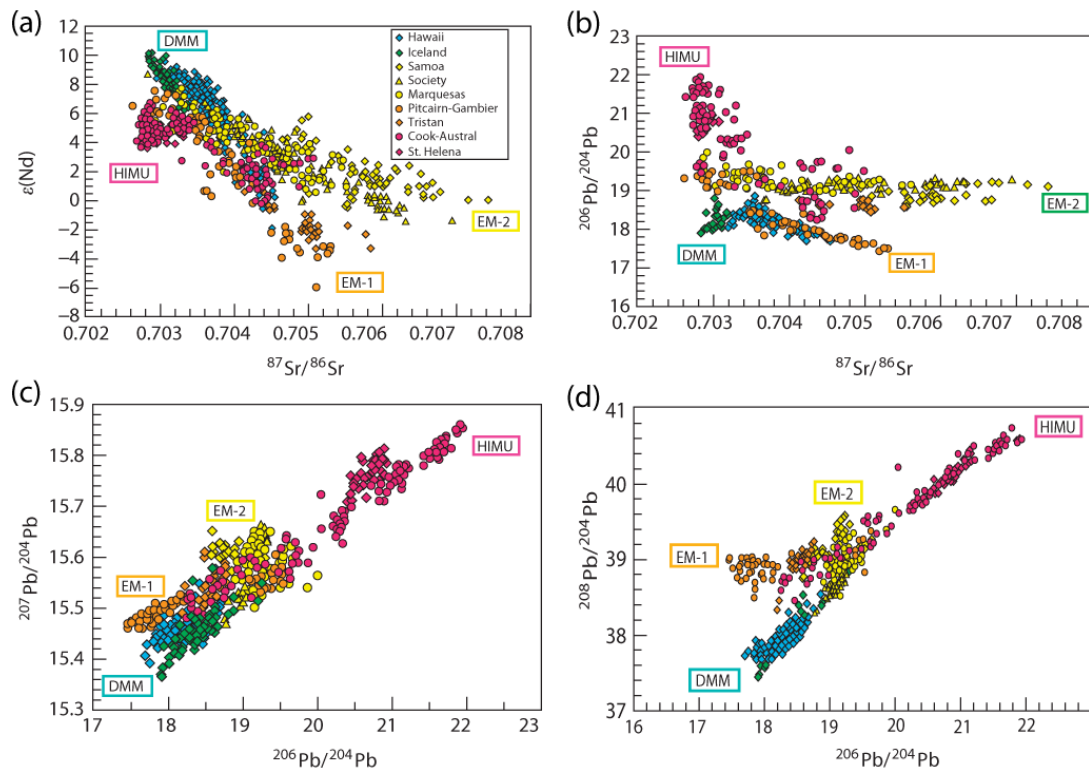 (a)
ε(Nd)
12
10
8
6
4
2
0
−2
−4
−6
−8
DMM
HIMU
EM-2
EM-1
Hawaii
Iceland
Samoa
Society
Marquesas
Pitcairn-Gambier
Tristan
Cook-Austral
St. Helena
0.702 0.703 0.704 0.705 0.706 0.707 0.708
⁸⁷Sr/⁸⁶Sr
(b)
²⁰⁶Pb/²⁰⁴Pb
23
22
21
20
19
18
17
16
HIMU
EM-2
DMM
EM-1
0.702 0.703 0.704 0.705 0.706 0.707 0.708
⁸⁷Sr/⁸⁶Sr
(c)
²⁰⁷Pb/²⁰⁴Pb
15.9
15.8
15.7
15.6
15.5
15.4
15.3
HIMU
EM-2
EM-1
DMM
17 18 19 20 21 22 23
²⁰⁶Pb/²⁰⁴Pb
(d)
²⁰⁸Pb/²⁰⁴Pb
41
40
39
38
37
HIMU
EM-2
EM-1
DMM
16 17 18 19 20 21 22 23
²⁰⁶Pb/²⁰⁴Pb